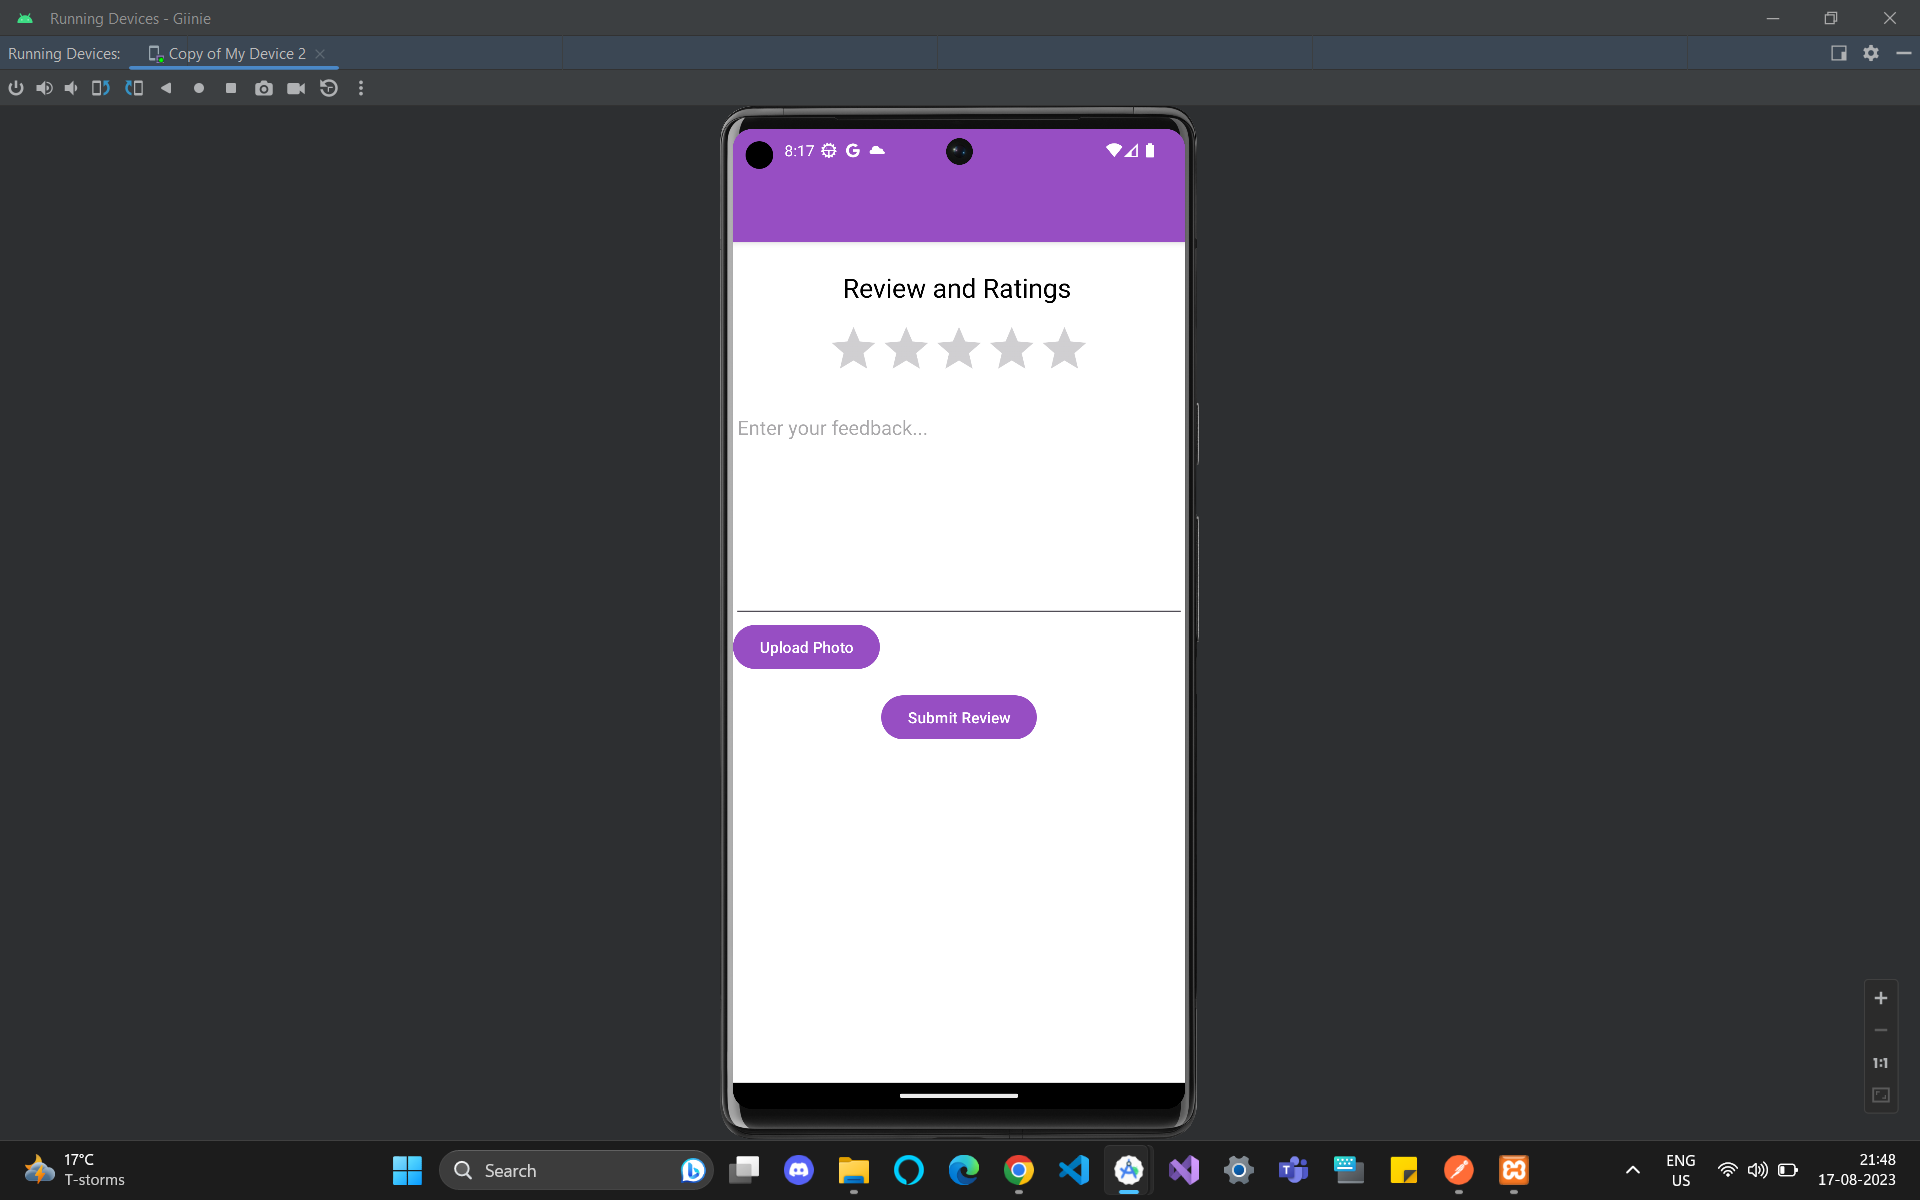 Running Devices - Giinie
Running Devices:
Copy of My Device 2
8:17
Review and Ratings
Enter your feedback...
Upload Photo
Submit Review
1:1
17°C
T-storms
Search
ENG
US
21:48
17-08-2023